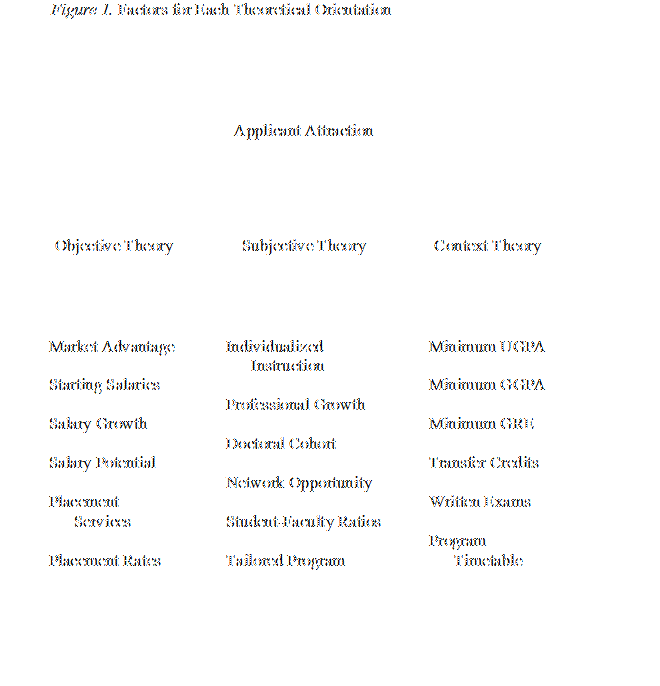 Figure 1. Factors for Each Theoretical Orientation
Applicant Attraction
Objective Theory
Subjective Theory
Context Theory
Market Advantage
Starting Salaries
Salary Growth
Salary Potential
Placement
Services
Placement Rates
Individualized
Instruction
Professional Growth
Doctoral Cohort
Network Opportunity
Student-Faculty Ratios
Tailored Program
Minimum UGPA
Minimum GGPA
Minimum GRE
Transfer Credits
Written Exams
Program
Timetable